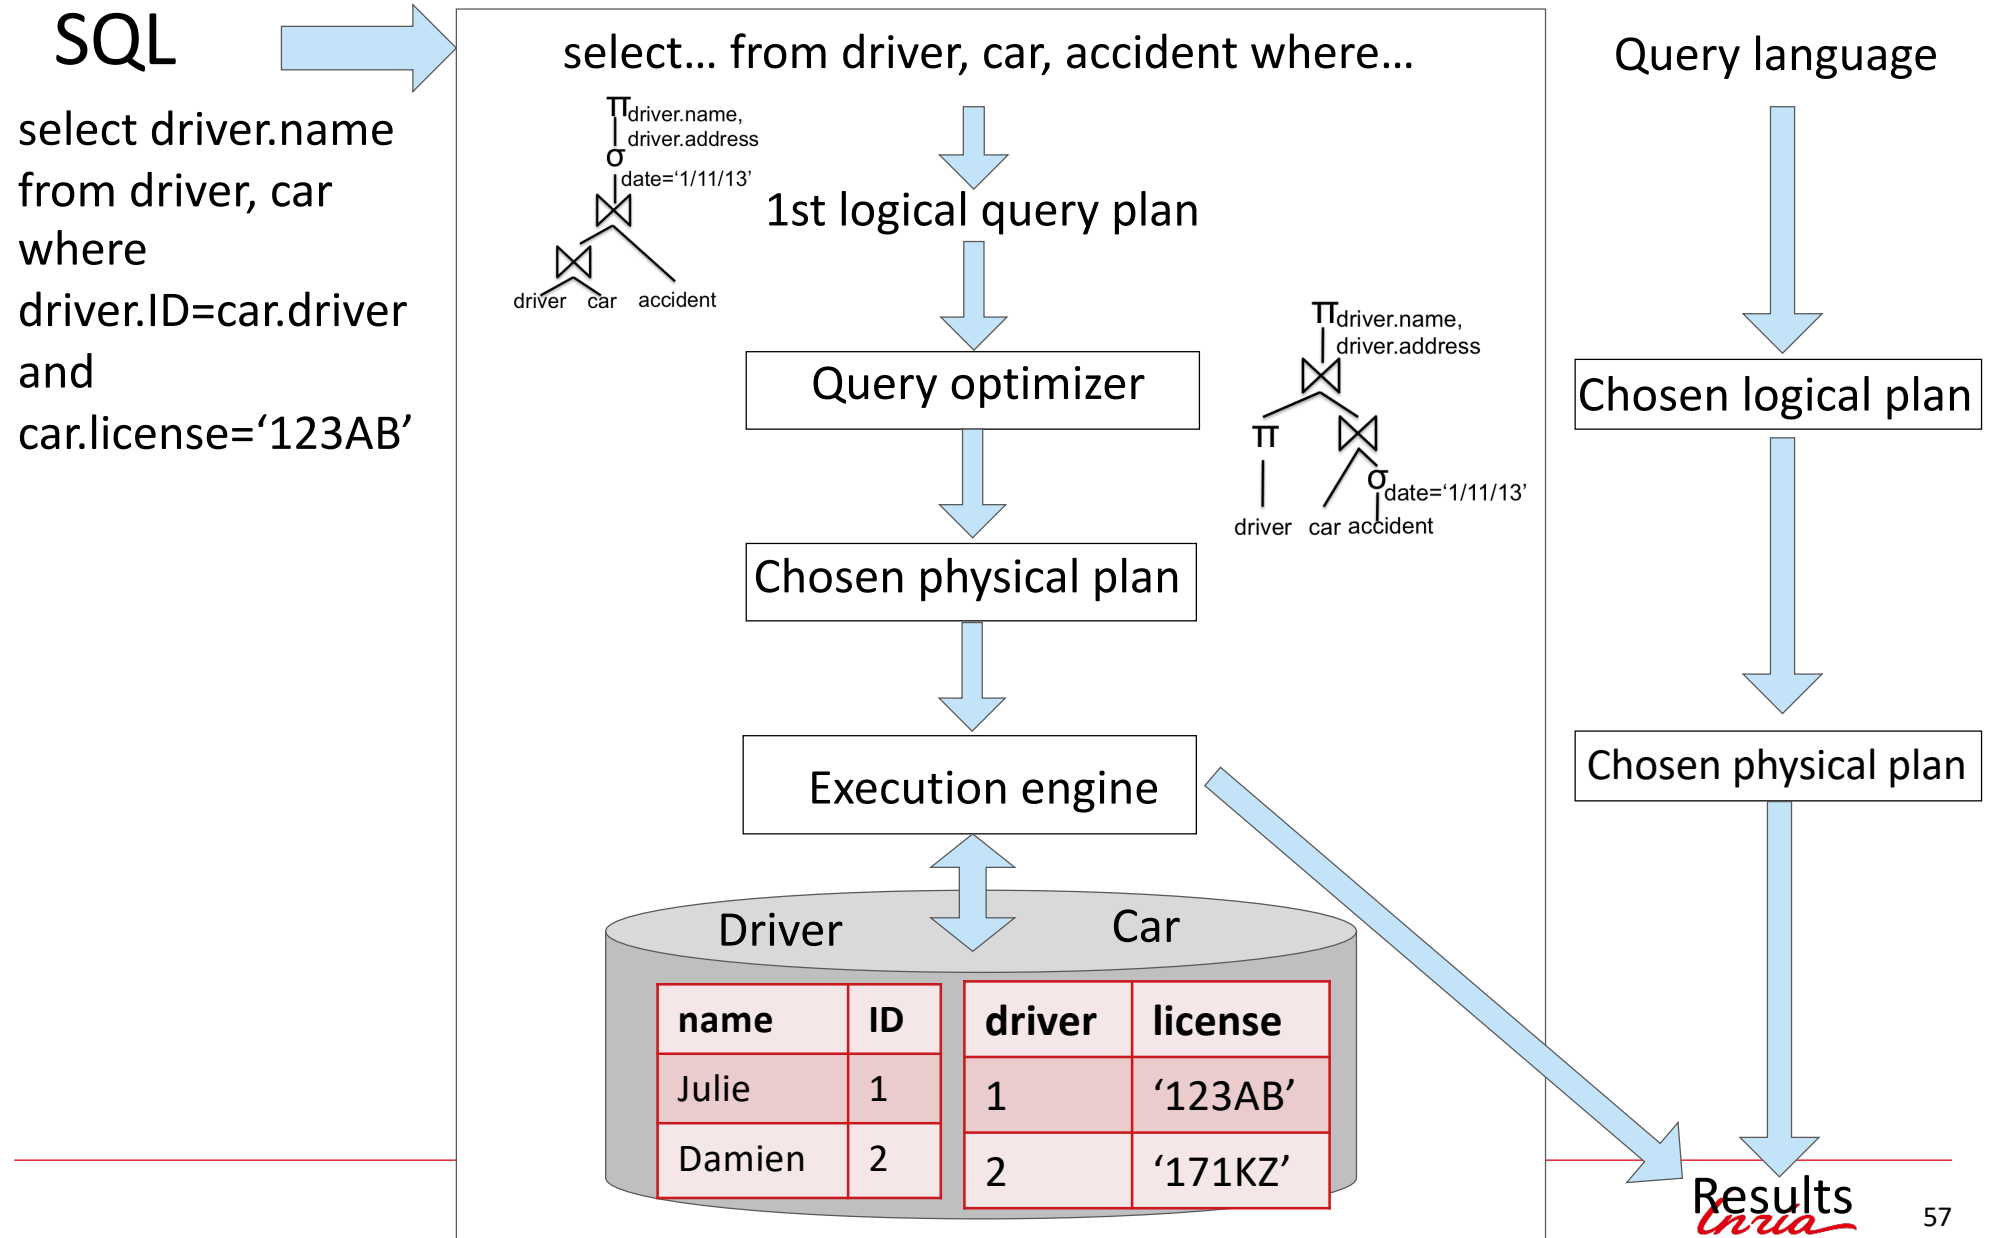 SQL
select driver.name
from driver, car
where
driver.ID=car.driver
and
car.license=‘123AB’
select... from driver, car, accident where...
π driver.name,
driver.address
σ
date=‘1/11/13’
driver car accident
1st logical query plan
Query optimizer
π driver.name,
driver.address
π
σ date=‘1/11/13’
driver car accident
Chosen physical plan
Execution engine
Driver Car
name ID
Julie 1
Damien 2
driver license
1 ‘123AB’
2 ‘171KZ’
Query language
Chosen logical plan
Chosen physical plan
Results
Inria
57